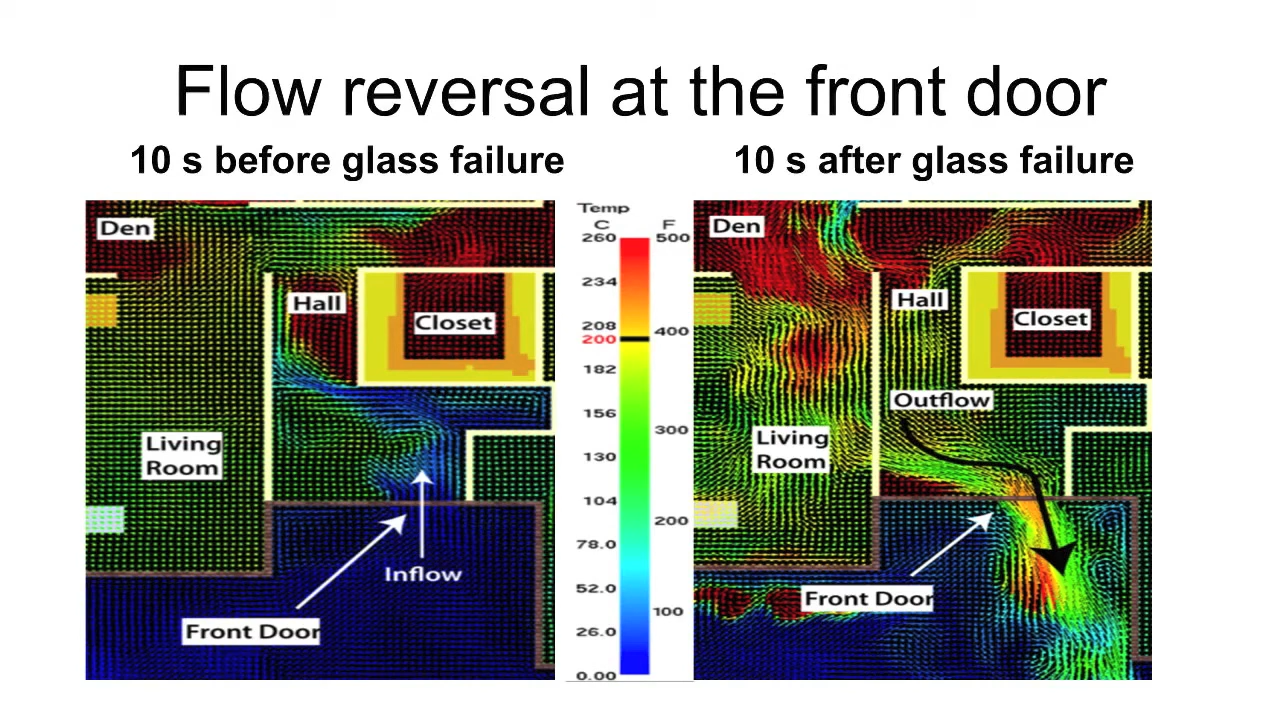 Flow reversal at the front door
10 s before glass failure
10 s after glass failure
Den
Hall
Closet
Living
Room
Inflow
Front Door
Temp
C F
260 500
234
208
400
200
182
156
300
130
104
200
78.0
52.0
100
26.0
0.00
Den
Hall
Closet
Outflow
Living
Room
Front Door